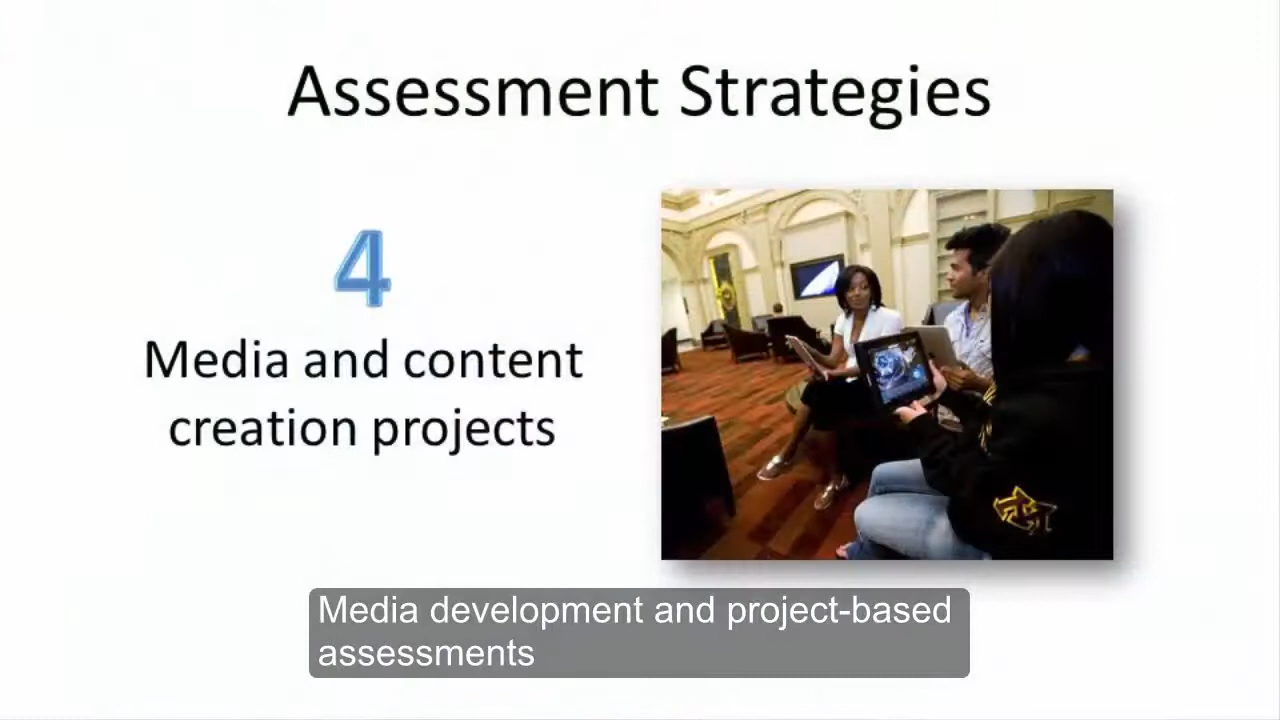 Assessment Strategies
4
Media and content
creation projects
Media development and project-based
assessments